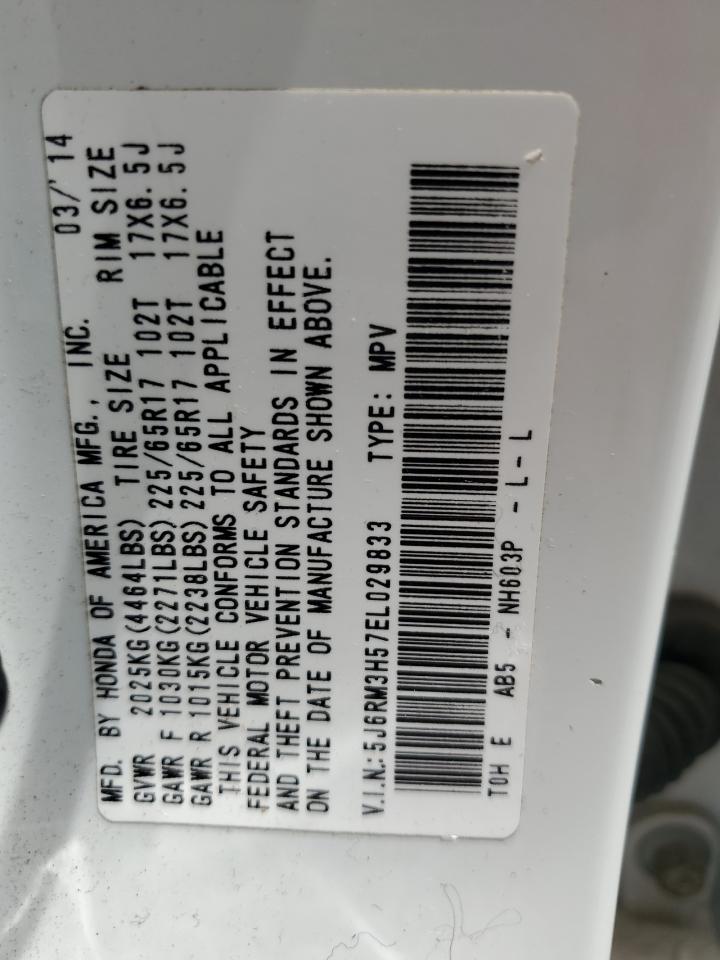 MFD. BY HONDA OF AMERICA MFG., INC. 03/'14
GVWR 2025KG(4464LBS) TIRE SIZE RIM SIZE
GAWR F 1030KG(2271LBS) 225/65R17 102T 17X6.5J
GAWR R 1015KG(2238LBS) 225/65R17 102T 17X6.5J
THIS VEHICLE CONFORMS TO ALL APPLICABLE
FEDERAL MOTOR VEHICLE SAFETY
AND THEFT PREVENTION STANDARDS IN EFFECT
ON THE DATE OF MANUFACTURE SHOWN ABOVE.
V.I.N.:5J6RM3H57EL029833 TYPE: MPV
T0H E AB5 - NH603P - L - L